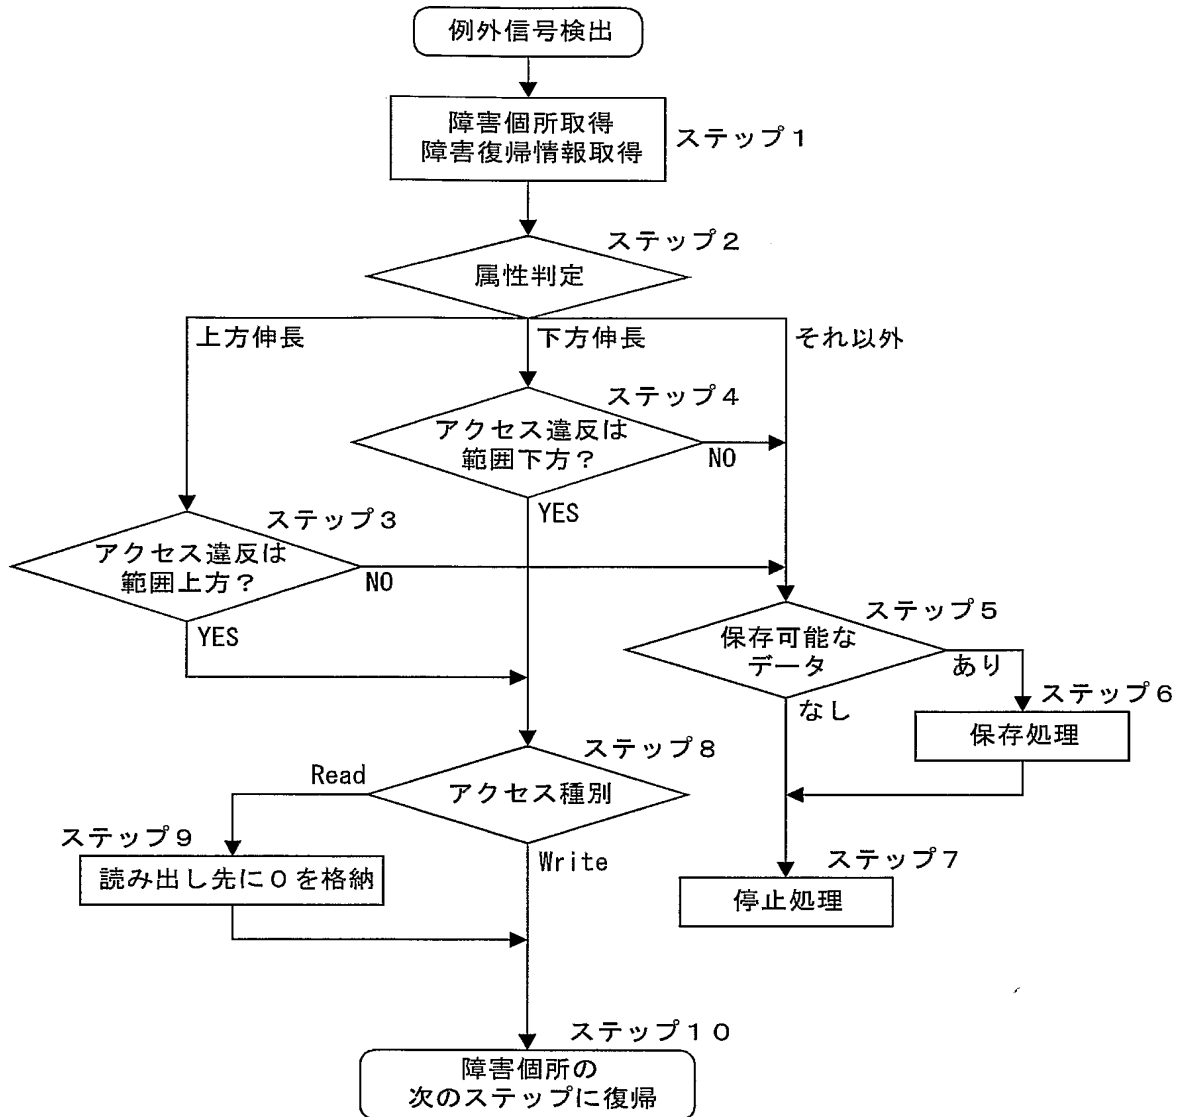 例外信号検出
障害個所取得
障害復帰情報取得
ステップ1
ステップ2
属性判定
上方伸長
下方伸長
それ以外
ステップ4
アクセス違反は
範囲下方？
NO
YES
ステップ3
アクセス違反は
範囲上方？
NO
YES
ステップ5
保存可能な
データ
あり
なし
ステップ6
保存処理
ステップ8
Read
アクセス種別
Write
ステップ9
読み出し先に0を格納
ステップ7
停止処理
ステップ10
障害個所の
次のステップに復帰